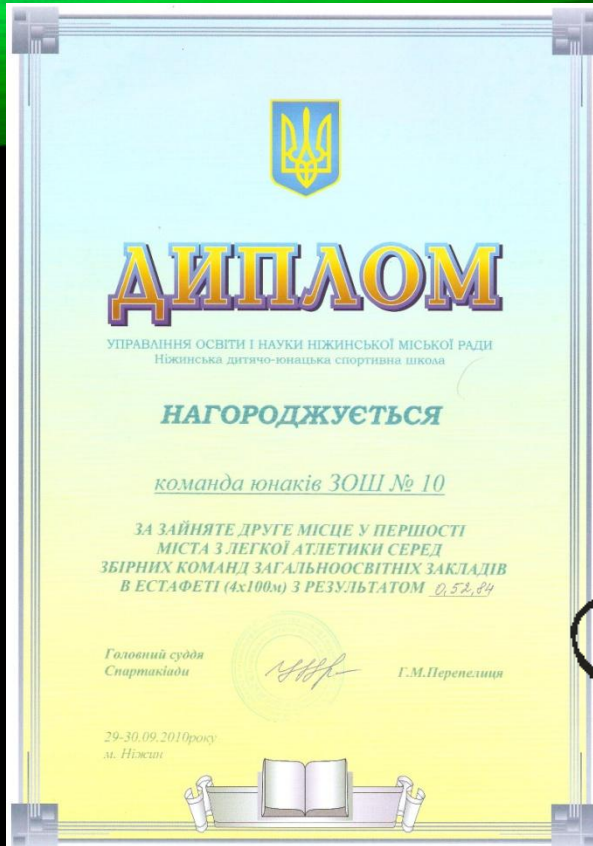 ДИПЛОМ
УПРАВЛІННЯ ОСВІТИ І НАУКИ НІЖИНСЬКОЇ МІСЬКОЇ РАДИ
Ніжинська дитячо-юнацька спортивна школа
НАГОРОДЖУЄТЬСЯ
команда юнаків ЗОШ № 10
ЗА ЗАЙНЯТЕ ДРУГЕ МІСЦЕ У ПЕРШОСТІ
МІСТА З ЛЕГКОЇ АТЛЕТИКИ СЕРЕД
ЗБІРНИХ КОМАНД ЗАГАЛЬНООСВІТНІХ ЗАКЛАДІВ
В ЕСТАФЕТІ (4х100м) З РЕЗУЛЬТАТОМ 0,52,84
Головний суддя
Спартакіади Г.М.Перепелиця
29-30.09.2010року
м. Ніжин